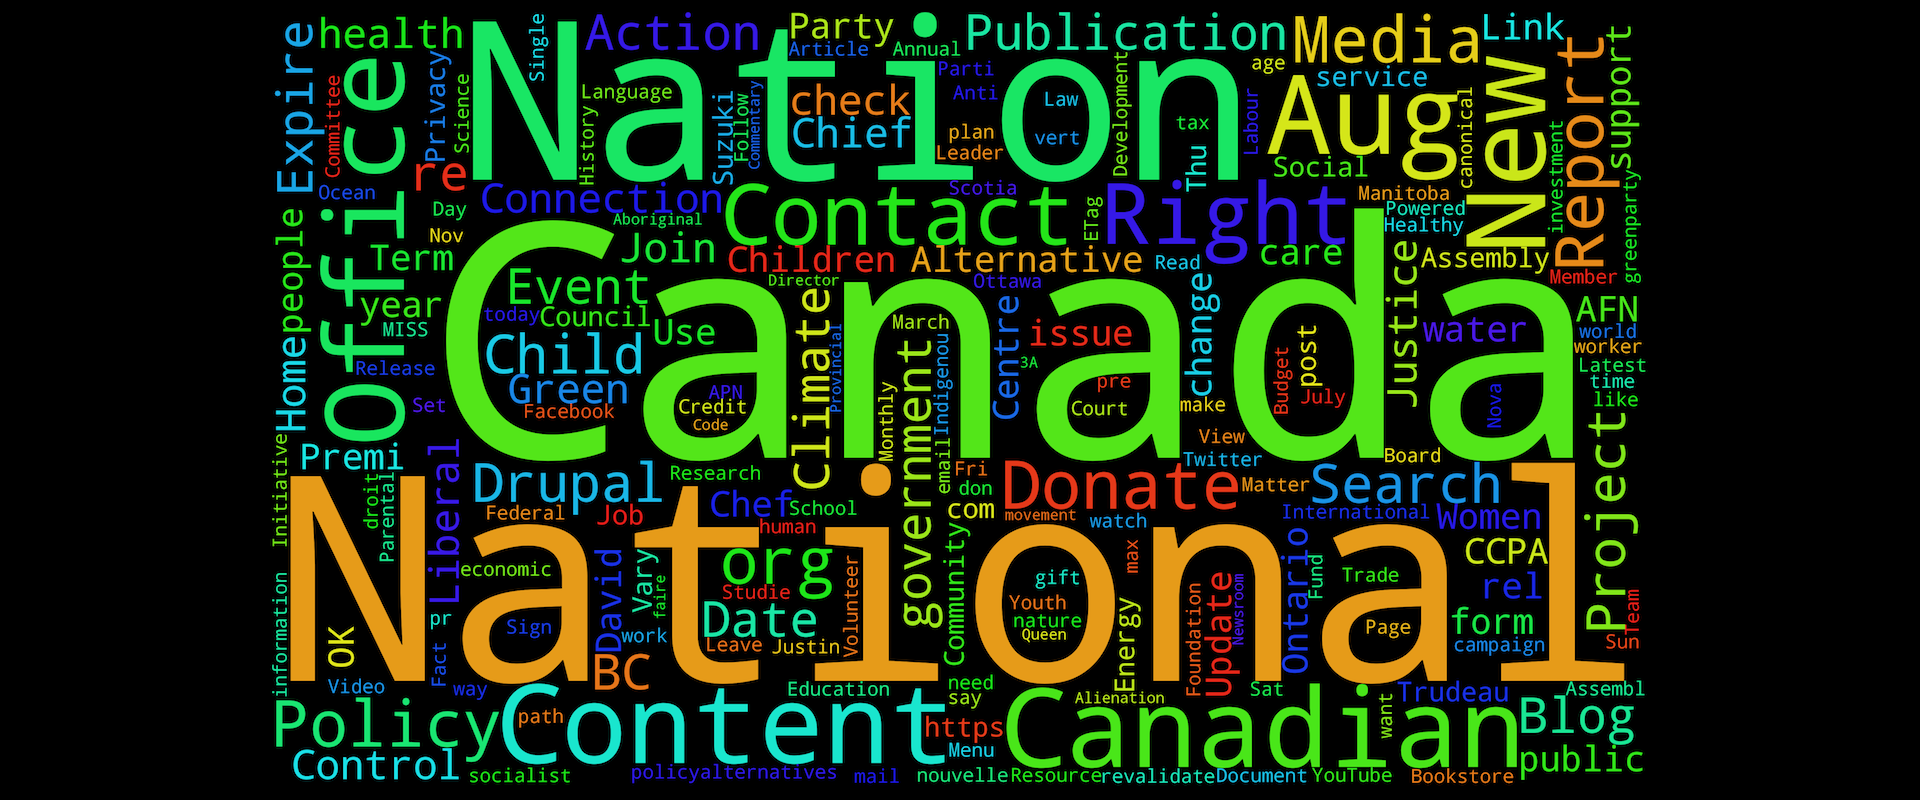 health
Action
Party
Publication
Media
Link
Expire
Office
Nation
Single
Article
Annual
age
service
Report
support
Committee
Privacy
Science
Language
History
Suzuki
Follow
commentary
check
Chief
Parti
Anti
Law
vert
plan
Leader
Development
tax
Labour
Aug
canonical
New
investment
Social
Thu
Ocean
re
Connection
Aboriginal
Contact
Scotia
ETag
Right
Manitoba
Powered
Healthy
greenparty
people
Day
Nov
Term
Join
Children
Alternative
Read
care
Assembly
Member
Event
Director
Ottawa
change
Justice
AFN
year
MISS
today
Council
Use
Canada
climate
Provincial
March
government
Indigenou
Centre
issue
3A
water
world
worker
Home
Release
Child
Green
Facebook
Set
APN
Credit
Code
Monthly
pre
Court
make
Budget
post
July
Nova
Latest
time
like
View
Twitter
Board
Premi
Liberal
Drupal
Research
email
Fri
don
Donate
Matter
Search
Project
Initiative
droit
Parental
Federal
Job
Chef
School
human
com
movement
watch
International
Women
National
economic
David
Vary
faire
org
Studie
Volunteer
Community
gift
Youth
nature
Queen
max
Energy
Foundation
Update
Newsroom
Ontario
Fund
Trade
CCPA
rel
form
Page
campaign
Team
Sun
information
OK
pr
Fact
Sign
work
Date
Leave
Justin
BC
Video
way
Education
need
say
Alienation
Sat
want
Trudeau
Assembl
Policy
Content
path
https
Menu
Canadian
Blog
public
Control
socialist
policyalternatives
mail
nouvelle
Resource
revalidate
Document
YouTube
Bookstore